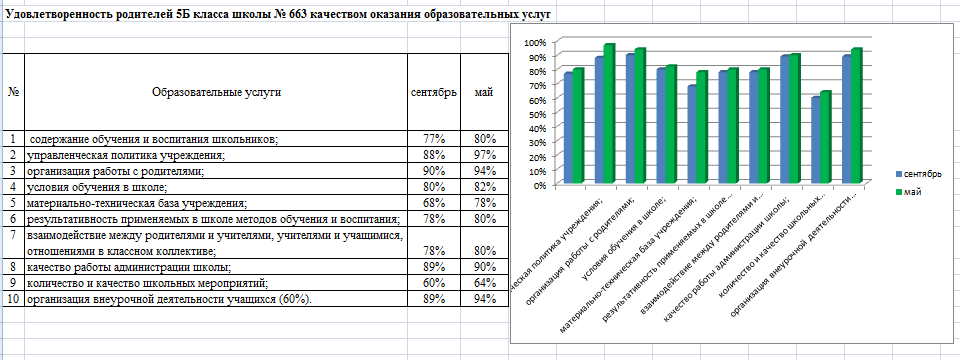 Удовлетворенность родителей 5Б класса школы № 663 качеством оказания образовательных услуг
№ Образовательные услуги сентябрь май
1 содержание обучения и воспитания школьников; 77% 80%
2 управленческая политика учреждения; 88% 97%
3 организация работы с родителями; 90% 94%
4 условия обучения в школе; 80% 82%
5 материально-техническая база учреждения; 68% 78%
6 результативность применяемых в школе методов обучения и воспитания; 78% 80%
7 взаимодействие между родителями и учителями, учителями и учащимися,
отношениями в классном коллективе; 78% 80%
8 качество работы администрации школы; 89% 90%
9 количество и качество школьных мероприятий; 60% 64%
10 организация внеурочной деятельности учащихся (60%). 89% 94%
100%
90%
80%
70%
60%
50%
40%
30%
20%
10%
0%
ческая политика учреждения;
организация работы с родителями;
условия обучения в школе;
материально-техническая база учреждения;
результативность применяемых в школе...
взаимодействие между родителями и...
качество работы администрации школы;
количество и качество школьных...
организация внеурочной деятельности...
сентябрь
май